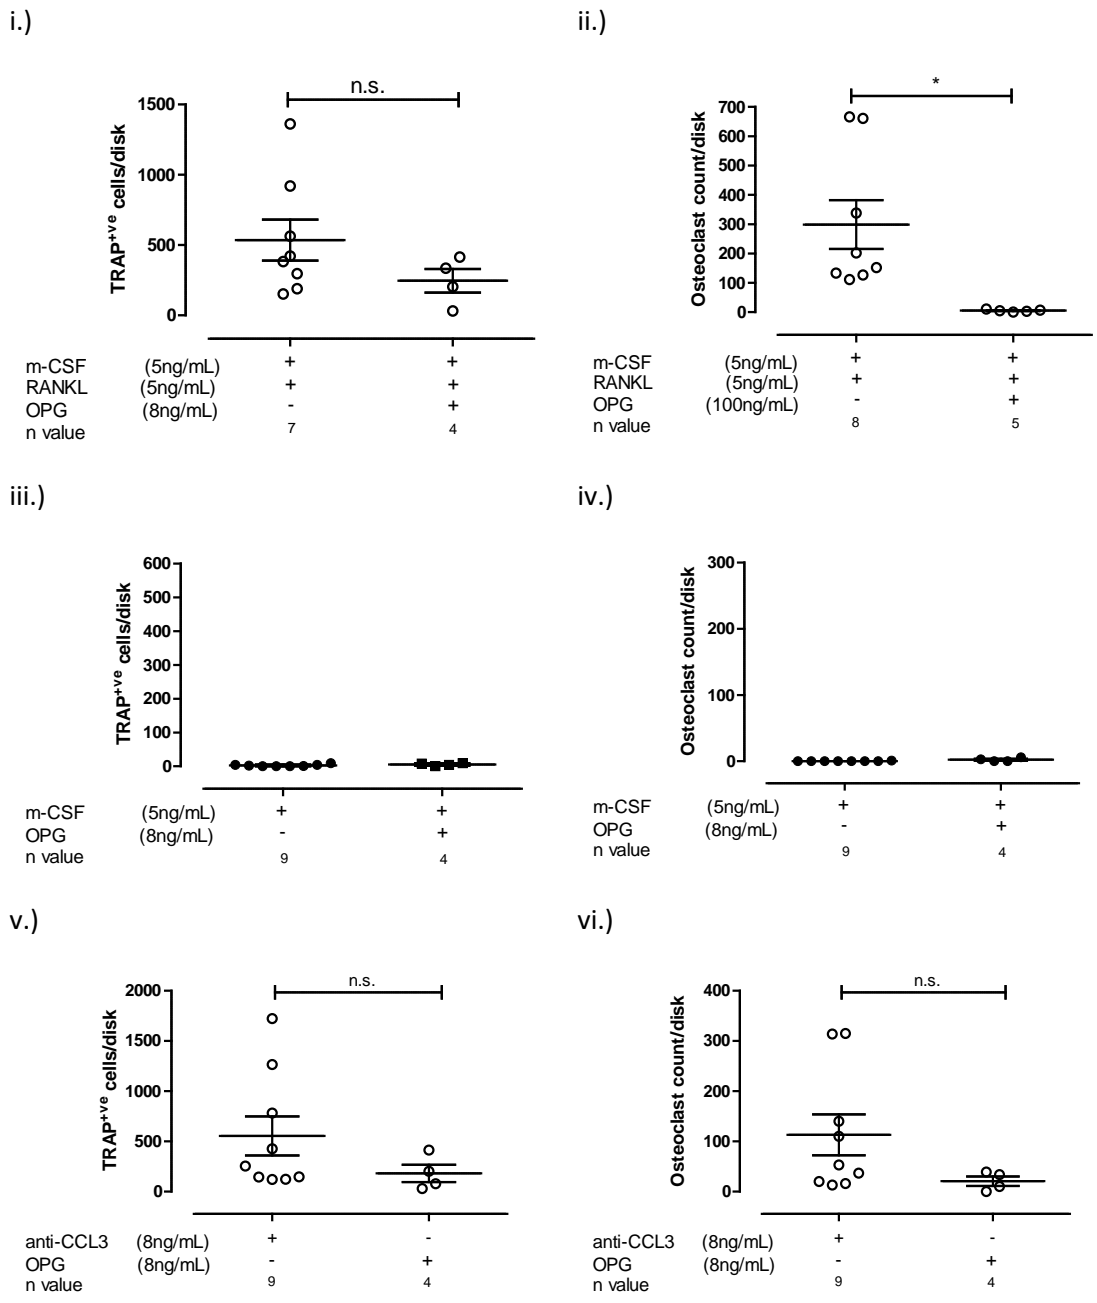 i.)
n.s.
TRAP+ve cells/disk
1500
1000
500
0
m-CSF (5ng/mL) + +
RANKL (5ng/mL) + +
OPG (8ng/mL) - +
n value 7 4
ii.)
*
Osteoclast count/disk
700
600
500
400
300
200
100
0
m-CSF (5ng/mL) + +
RANKL (5ng/mL) + +
OPG (100ng/mL) - +
n value 8 5
iii.)
TRAP+ve cells/disk
600
500
400
300
200
100
0
m-CSF (5ng/mL) + +
OPG (8ng/mL) - +
n value 9 4
iv.)
Osteoclast count/disk
300
200
100
0
m-CSF (5ng/mL) + +
OPG (8ng/mL) - +
n value 9 4
v.)
n.s.
TRAP+ve cells/disk
2000
1500
1000
500
0
anti-CCL3 (8ng/mL) + -
OPG (8ng/mL) - +
n value 9 4
vi.)
n.s.
Osteoclast count/disk
400
300
200
100
0
anti-CCL3 (8ng/mL) + -
OPG (8ng/mL) - +
n value 9 4